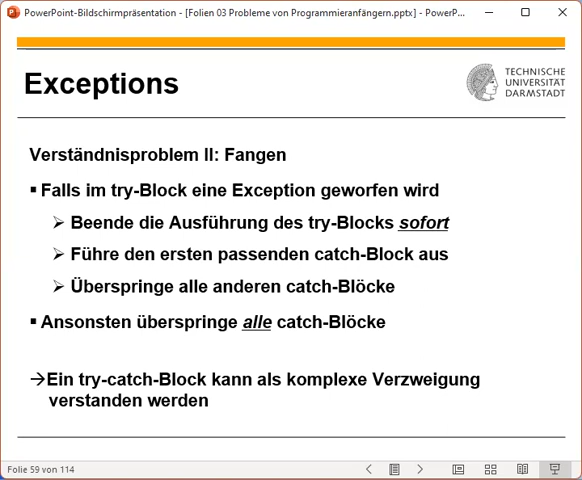 PowerPoint-Bildschirmpräsentation - [Folien 03 Probleme von Programmieranfängern.pptx] - PowerP...
Exceptions
TECHNISCHE
UNIVERSITÄT
DARMSTADT
Verständnisproblem II: Fangen
▪ Falls im try-Block eine Exception geworfen wird
➢ Beende die Ausführung des try-Blocks sofort
➢ Führe den ersten passenden catch-Block aus
➢ Überspringe alle anderen catch-Blöcke
▪ Ansonsten überspringe alle catch-Blöcke
→Ein try-catch-Block kann als komplexe Verzweigung
verstanden werden
Folie 59 von 114